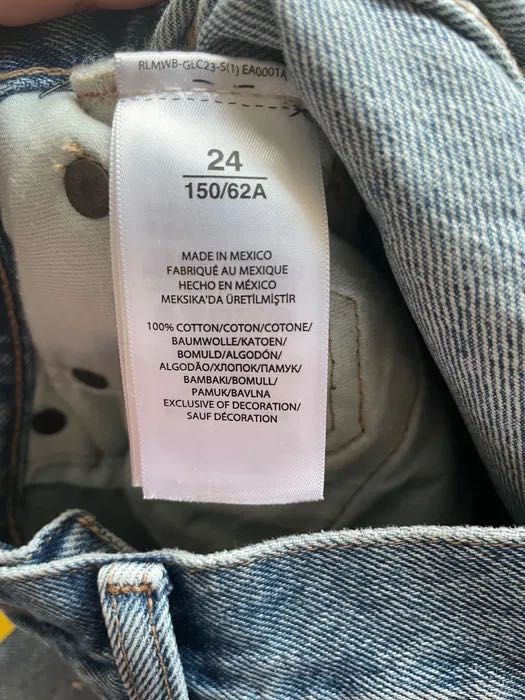 RLMWB-GLC23-S(1) EA0001A
24
150/62A
MADE IN MEXICO
FABRIQUÉ AU MEXIQUE
HECHO EN MÉXICO
MEKSIKA'DA ÜRETİLMİŞTİR
100% COTTON/COTON/COTONE/
BAUMWOLLE/KATOEN/
BOMULD/ALGODÓN/
ALGODÃO/ХЛОПОК/ПАМУК/
BAMBAKI/BOMULL/
PAMUK/BAVLNA
EXCLUSIVE OF DECORATION/
SAUF DÉCORATION